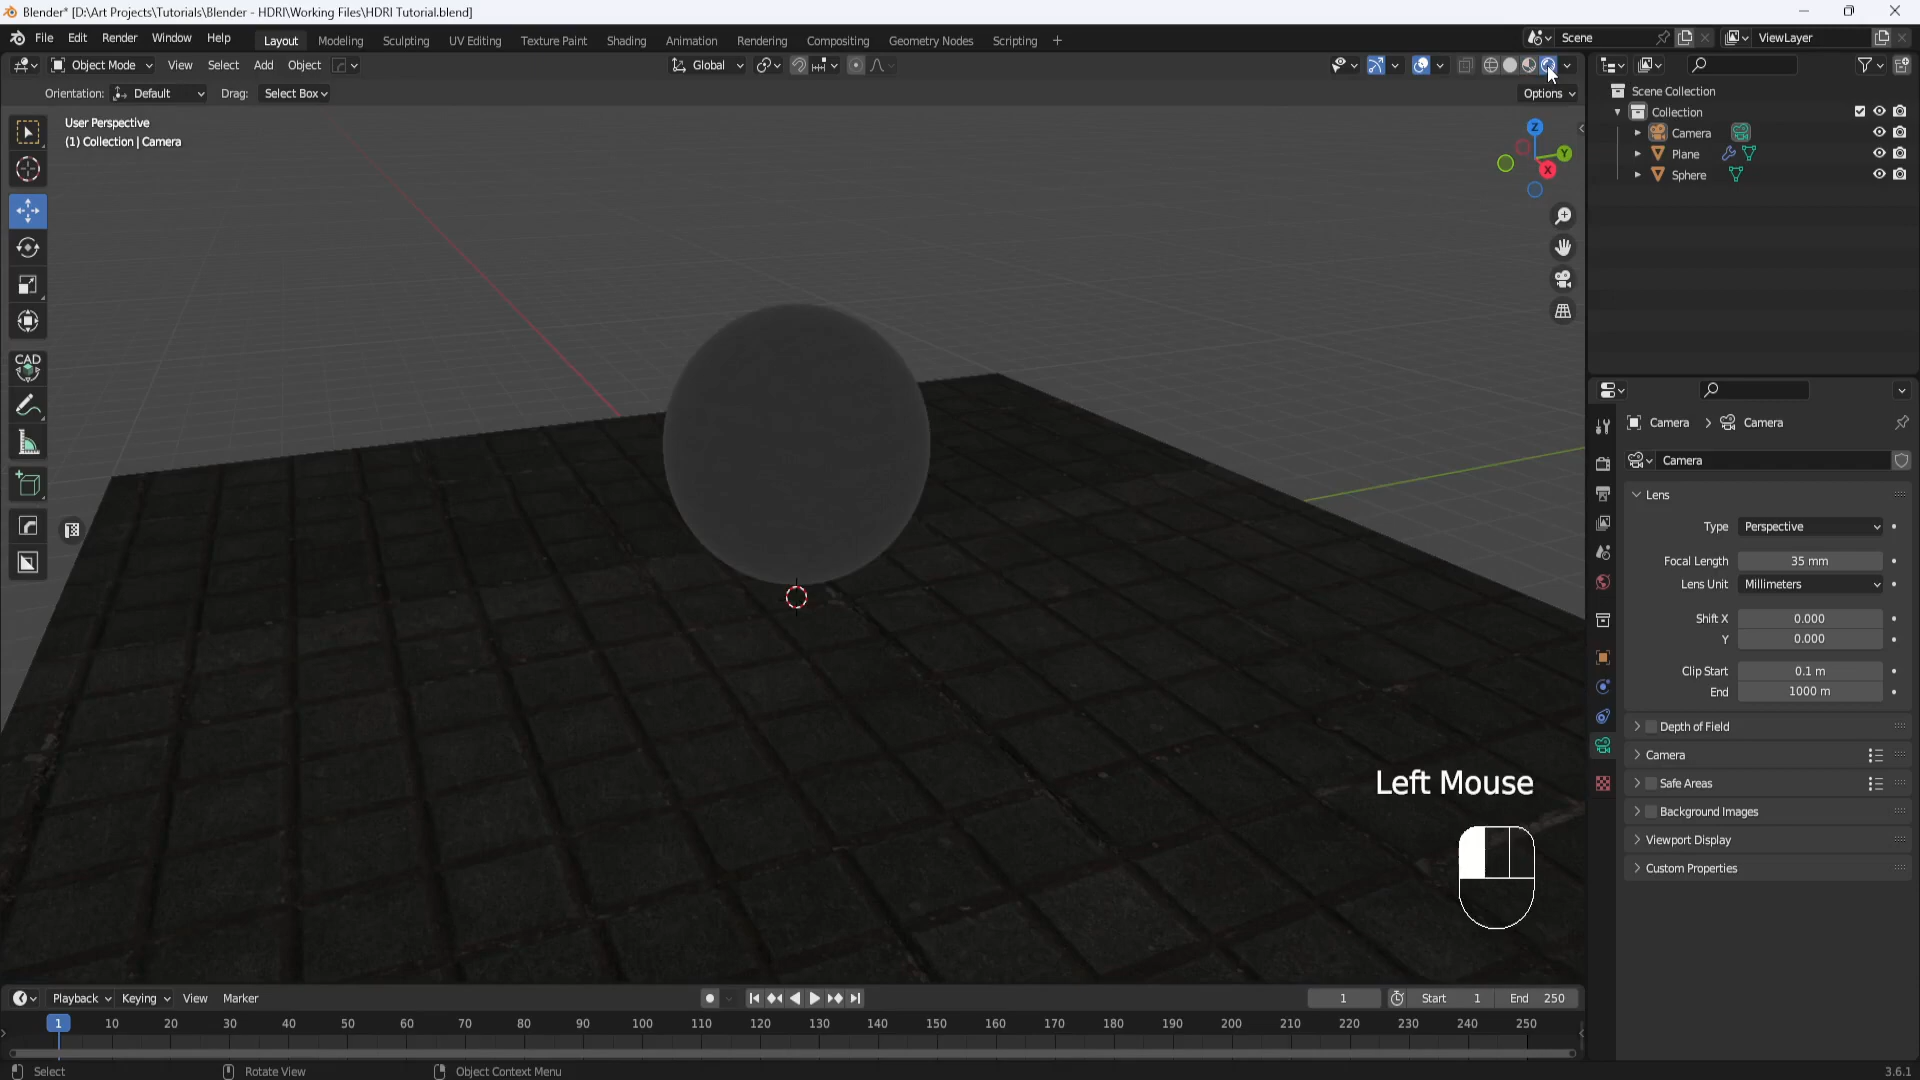 Blender* [D:\Art Projects\Tutorials\Blender - HDRI\Working Files\HDRI Tutorial.blend]
File Edit Render Window Help Layout Modeling Sculpting UV Editing Texture Paint Shading Animation Rendering Compositing Geometry Nodes Scripting + Scene ViewLayer
Object Mode View Select Add Object Global
Orientation: Default Drag: Select Box Options
User Perspective
(1) Collection | Camera
Z
Y
X
CAD
Scene Collection
Collection
Camera
Plane
Sphere
Camera > Camera
Camera
Lens
Type Perspective
Focal Length 35 mm
Lens Unit Millimeters
Shift X 0.000
Y 0.000
Clip Start 0.1 m
End 1000 m
Depth of Field
Camera
Safe Areas
Background Images
Viewport Display
Custom Properties
Left Mouse
Playback Keying View Marker 1 Start 1 End 250
1 10 20 30 40 50 60 70 80 90 100 110 120 130 140 150 160 170 180 190 200 210 220 230 240 250
Select Rotate View Object Context Menu 3.6.1